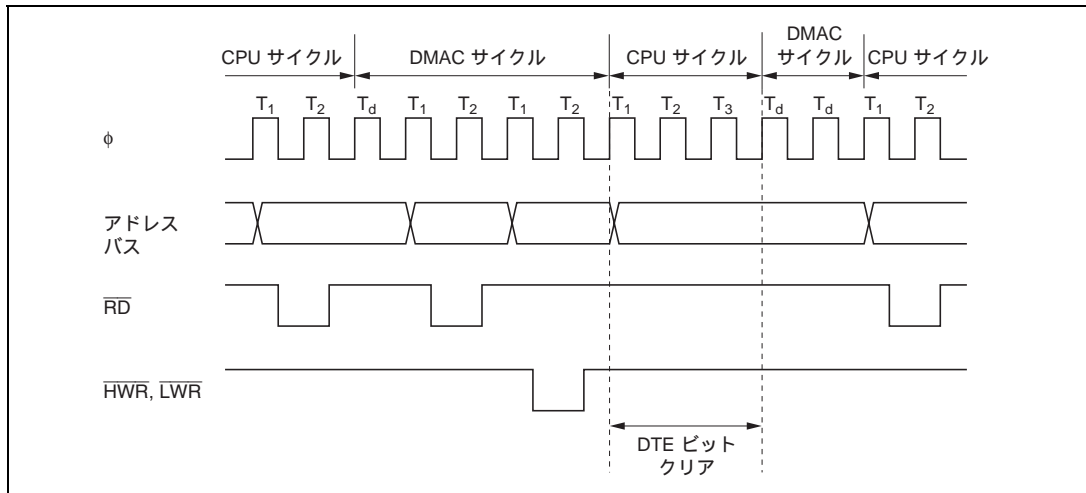 DMAC
CPU サイクル DMAC サイクル CPU サイクル サイクル CPU サイクル
T1 T2 Td T1 T2 T1 T2 T1 T2 T3 Td Td T1 T2
φ
アドレス
バス
RD
HWR, LWR
DTE ビット
クリア